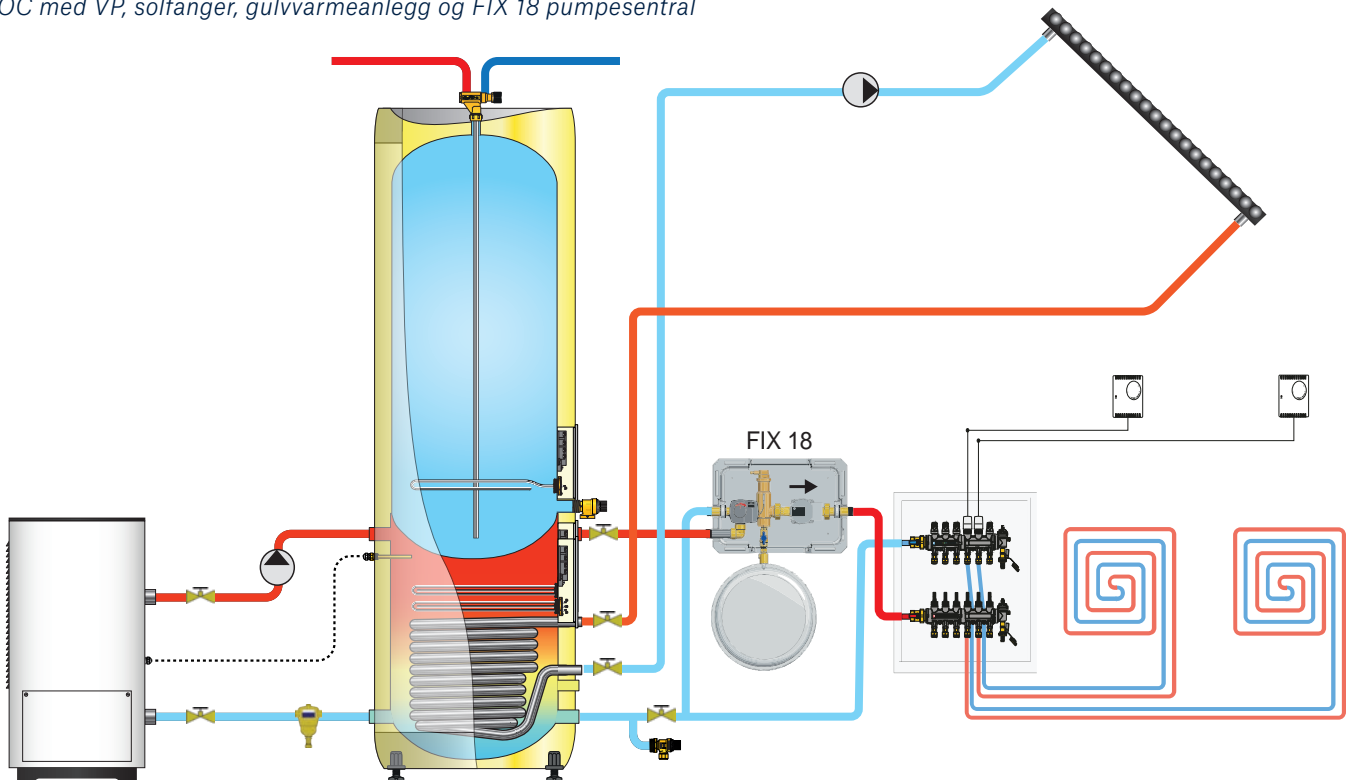 OC med VP, solfanger, gulvvarmeanlegg og FIX 18 pumpesentral
FIX 18